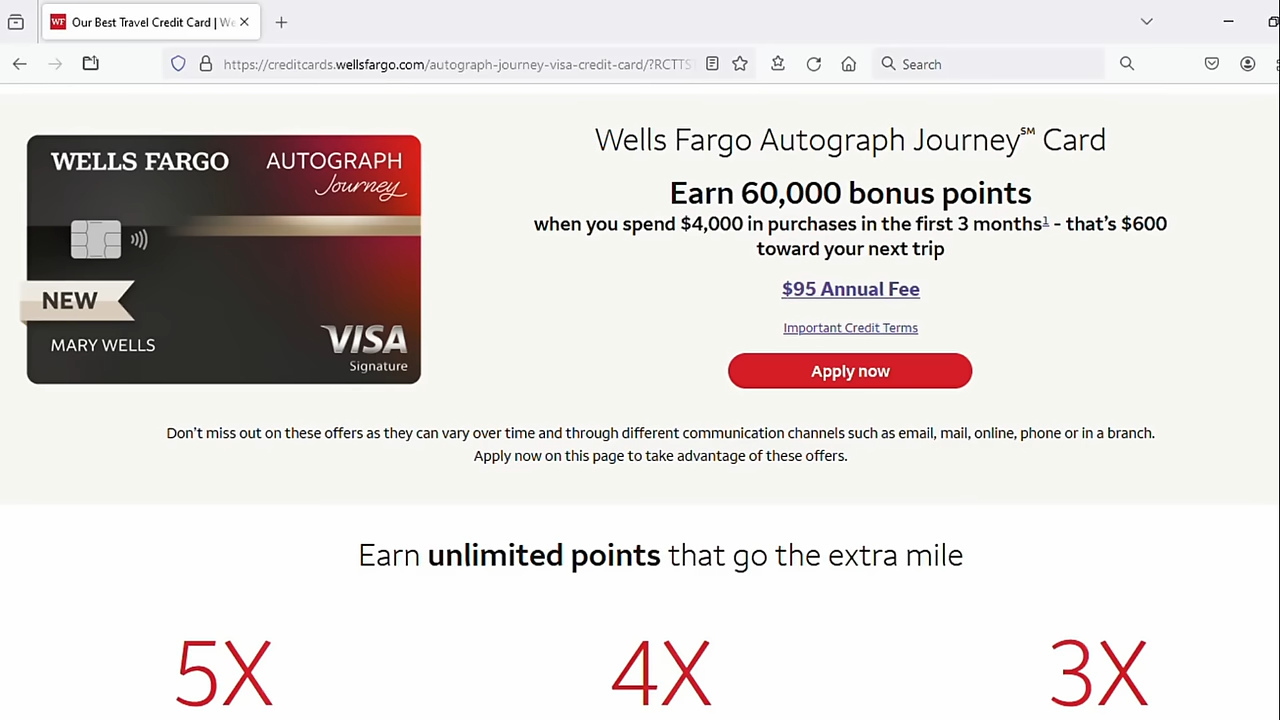 Our Best Travel Credit Card | We
https://creditcards.wellsfargo.com/autograph-journey-visa-credit-card/?RCTTS
Search
WELLS FARGO
AUTOGRAPH
Journey
NEW
MARY WELLS
VISA
Signature
Wells Fargo Autograph Journey℠ Card
Earn 60,000 bonus points
when you spend $4,000 in purchases in the first 3 months¹ - that's $600
toward your next trip
$95 Annual Fee
Important Credit Terms
Apply now
Don't miss out on these offers as they can vary over time and through different communication channels such as email, mail, online, phone or in a branch.
Apply now on this page to take advantage of these offers.
Earn unlimited points that go the extra mile
5X 4X 3X